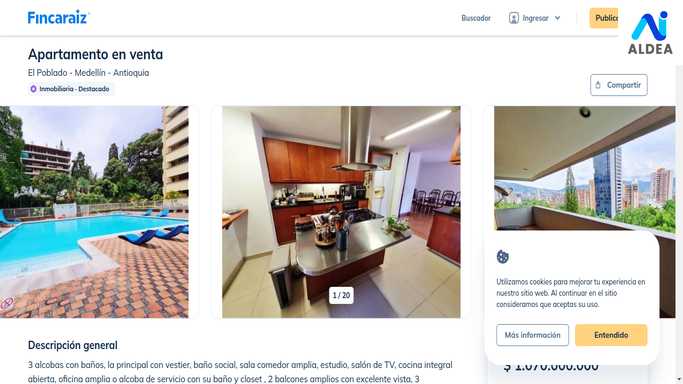 Fincaraíz
Buscador
Ingresar
Publica
ALDEA
Apartamento en venta
El Poblado - Medellín - Antioquia
Inmobiliaria · Destacado
Compartir
1 / 20
Utilizamos cookies para mejorar tu experiencia en
nuestro sitio web. Al continuar en el sitio
consideramos que aceptas su uso.
Más información
Entendido
$ 1.070.000.000
Descripción general
3 alcobas con baños, la principal con vestier, baño social, sala comedor amplia, estudio, salón de TV, cocina integral
abierta, oficina amplia o alcoba de servicio con su baño y closet , 2 balcones amplios con excelente vista, 3